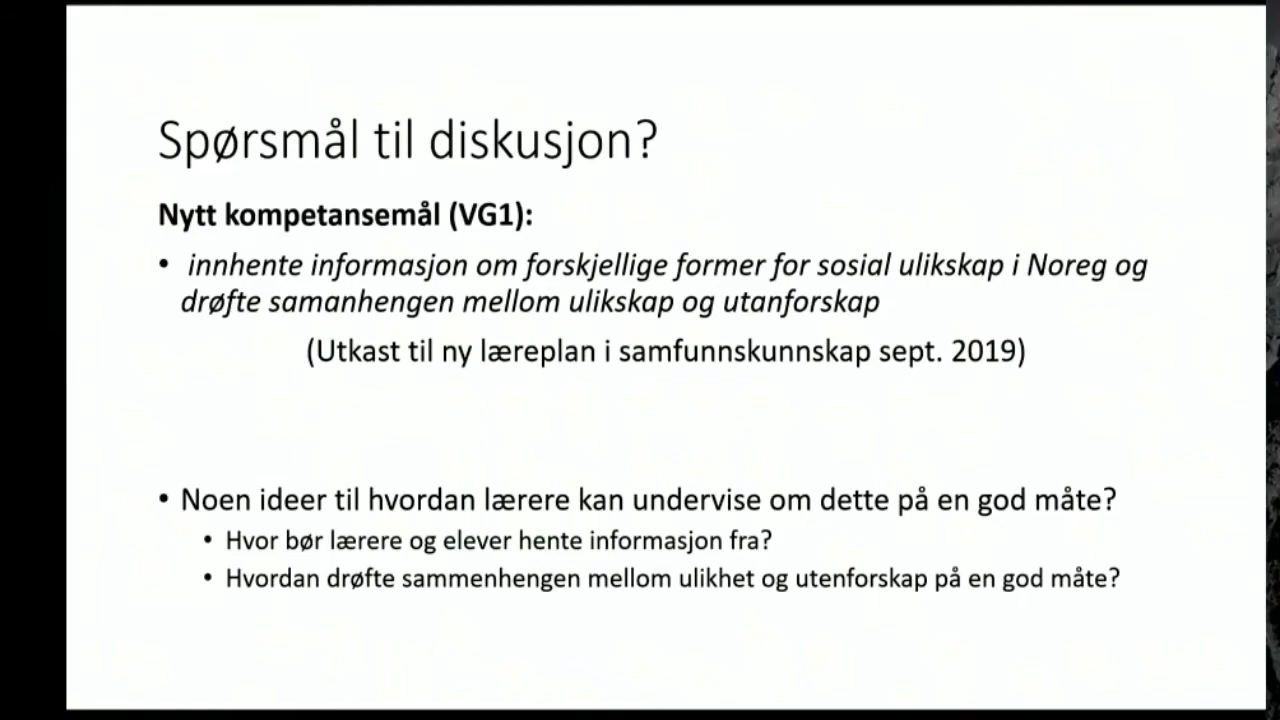 Spørsmål til diskusjon?
Nytt kompetansemål (VG1):
• innhente informasjon om forskjellige former for sosial ulikskap i Noreg og
drøfte samanhengen mellom ulikskap og utanforskap
(Utkast til ny læreplan i samfunnskunnskap sept. 2019)
• Noen ideer til hvordan lærere kan undervise om dette på en god måte?
• Hvor bør lærere og elever hente informasjon fra?
• Hvordan drøfte sammenhengen mellom ulikhet og utenforskap på en god måte?